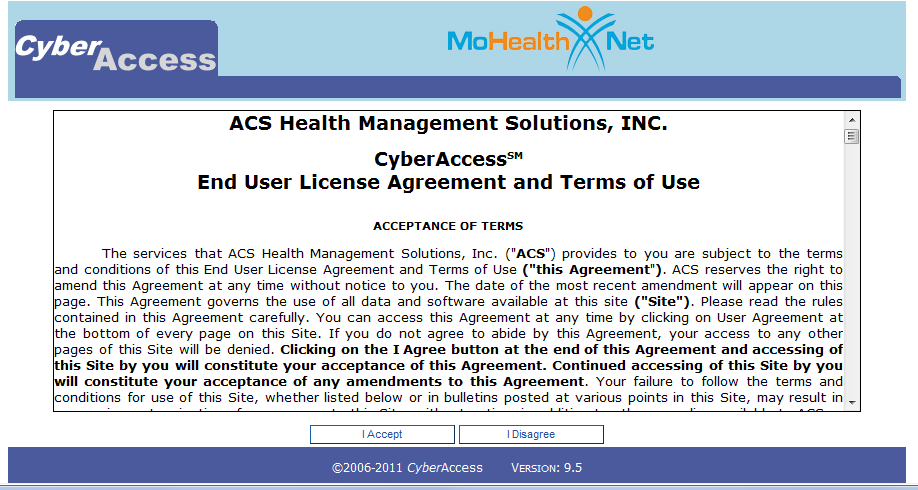 CyberAccess
MoHealthNet
ACS Health Management Solutions, INC.
CyberAccess℠
End User License Agreement and Terms of Use
ACCEPTANCE OF TERMS
The services that ACS Health Management Solutions, Inc. ("ACS") provides to you are subject to the terms
and conditions of this End User License Agreement and Terms of Use ("this Agreement"). ACS reserves the right to
amend this Agreement at any time without notice to you. The date of the most recent amendment will appear on this
page. This Agreement governs the use of all data and software available at this site ("Site"). Please read the rules
contained in this Agreement carefully. You can access this Agreement at any time by clicking on User Agreement at
the bottom of every page on this Site. If you do not agree to abide by this Agreement, your access to any other
pages of this Site will be denied. Clicking on the I Agree button at the end of this Agreement and accessing of
this Site by you will constitute your acceptance of this Agreement. Continued accessing of this Site by you
will constitute your acceptance of any amendments to this Agreement. Your failure to follow the terms and
conditions for use of this Site, whether listed below or in bulletins posted at various points in this Site, may result in
I Accept
I Disagree
©2006-2011 CyberAccess VERSION: 9.5